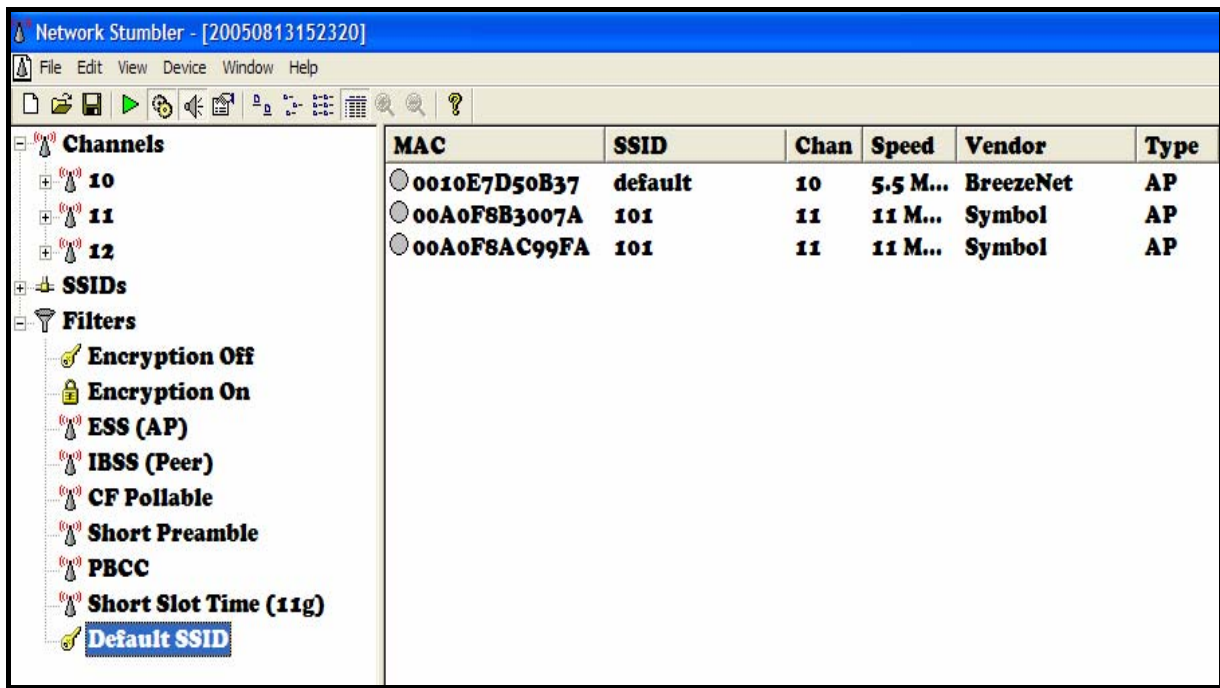 Network Stumbler - [20050813152320]
File Edit View Device Window Help
Channels
10
11
12
SSIDs
Filters
Encryption Off
Encryption On
ESS (AP)
IBSS (Peer)
CF Pollable
Short Preamble
PBCC
Short Slot Time (11g)
Default SSID
MAC SSID Chan Speed Vendor Type
0010E7D50B37 default 10 5.5 M... BreezeNet AP
00A0F8B3007A 101 11 11 M... Symbol AP
00A0F8AC99FA 101 11 11 M... Symbol AP